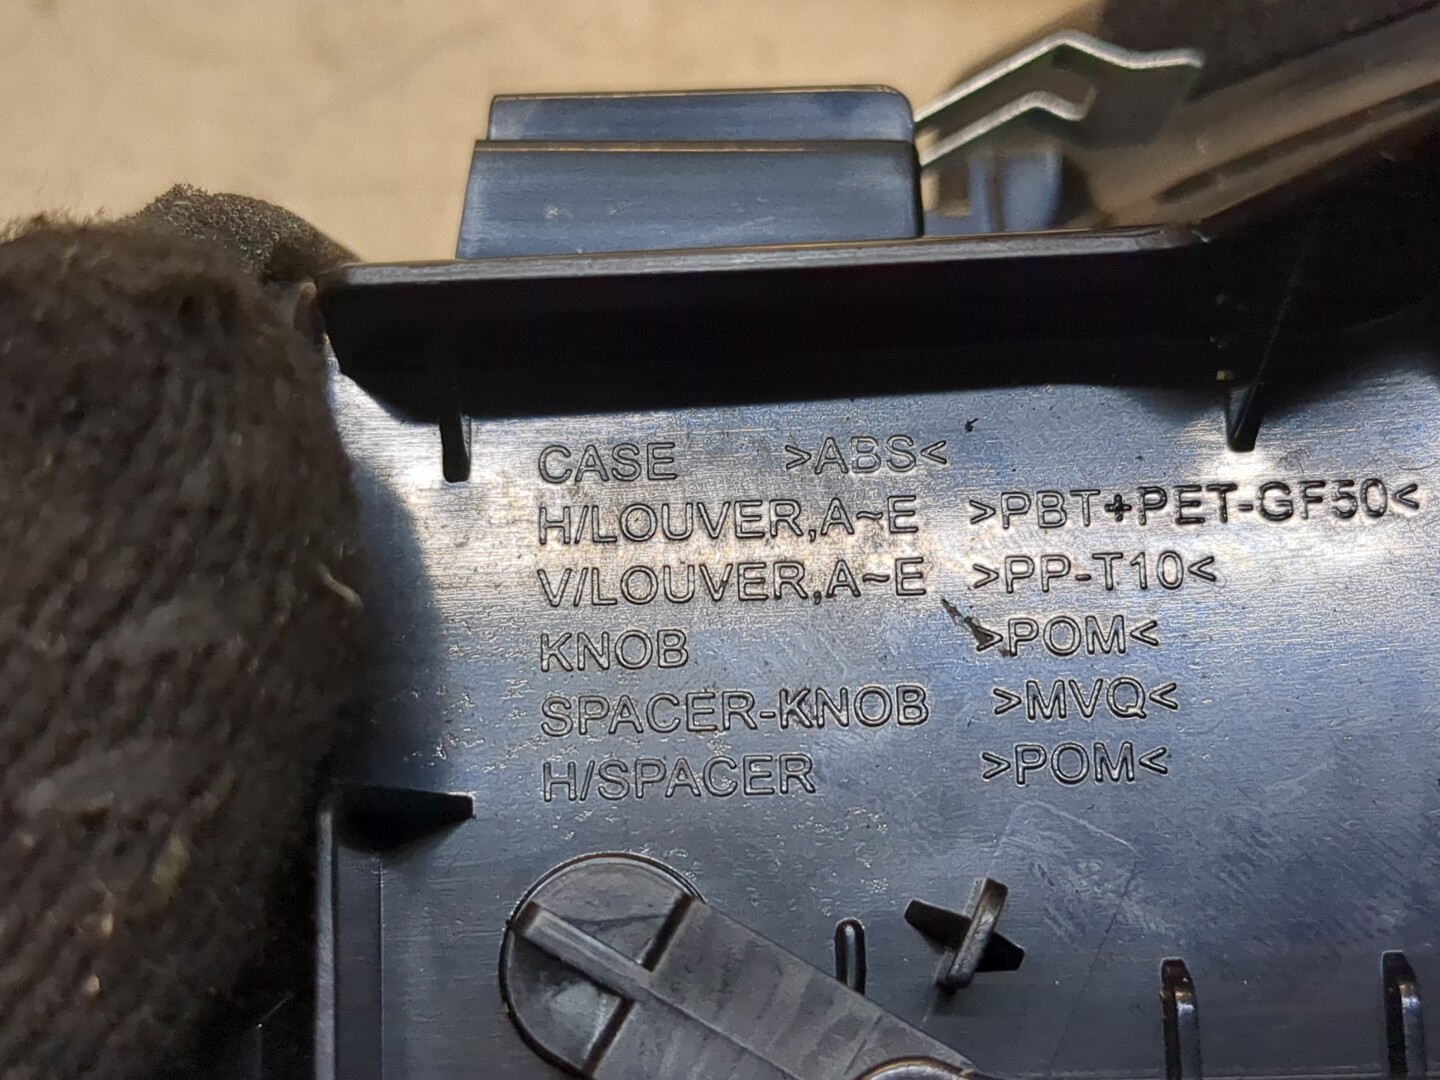 CASE >ABS<
H/LOUVER,A~E >PBT+PET-GF50<
V/LOUVER,A~E >PP-T10<
KNOB >POM<
SPACER-KNOB >MVQ<
H/SPACER >POM<